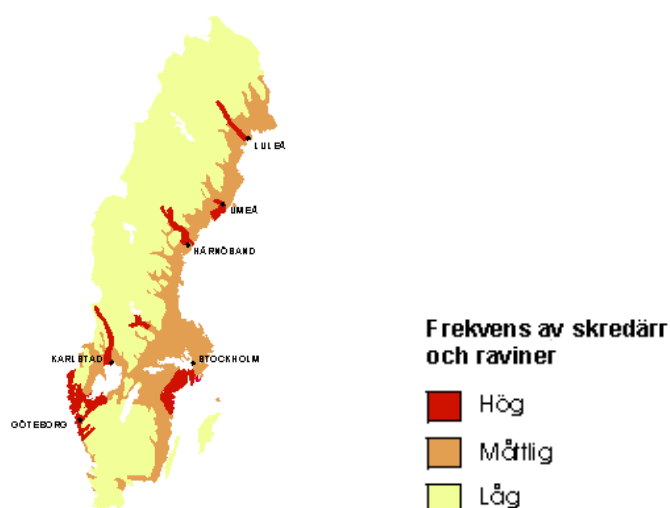 LULEÅ
UMEÅ
HÄRNÖSAND
KARLSTAD
STOCKHOLM
GÖTEBORG
Frekvens av skredärr
och raviner
Hög
Måttlig
Låg